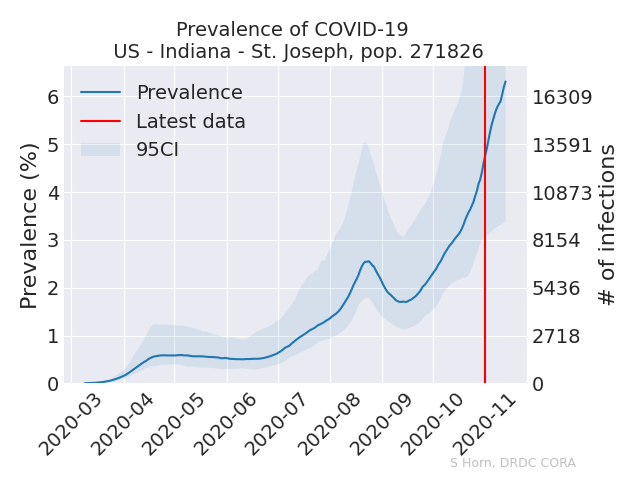 Prevalence of COVID-19
US - Indiana - St. Joseph, pop. 271826
Prevalence
Latest data
95CI
Prevalence (%)
6
5
4
3
2
1
0
16309
13591
10873
8154
5436
2718
0
# of infections
2020-03
2020-04
2020-05
2020-06
2020-07
2020-08
2020-09
2020-10
2020-11
S Horn, DRDC CORA